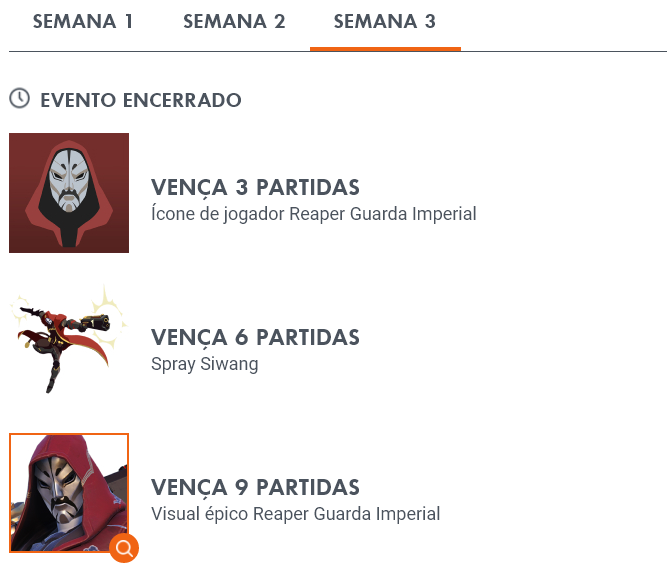 SEMANA 1 SEMANA 2 SEMANA 3
EVENTO ENCERRADO
VENÇA 3 PARTIDAS
Ícone de jogador Reaper Guarda Imperial
VENÇA 6 PARTIDAS
Spray Siwang
VENÇA 9 PARTIDAS
Visual épico Reaper Guarda Imperial